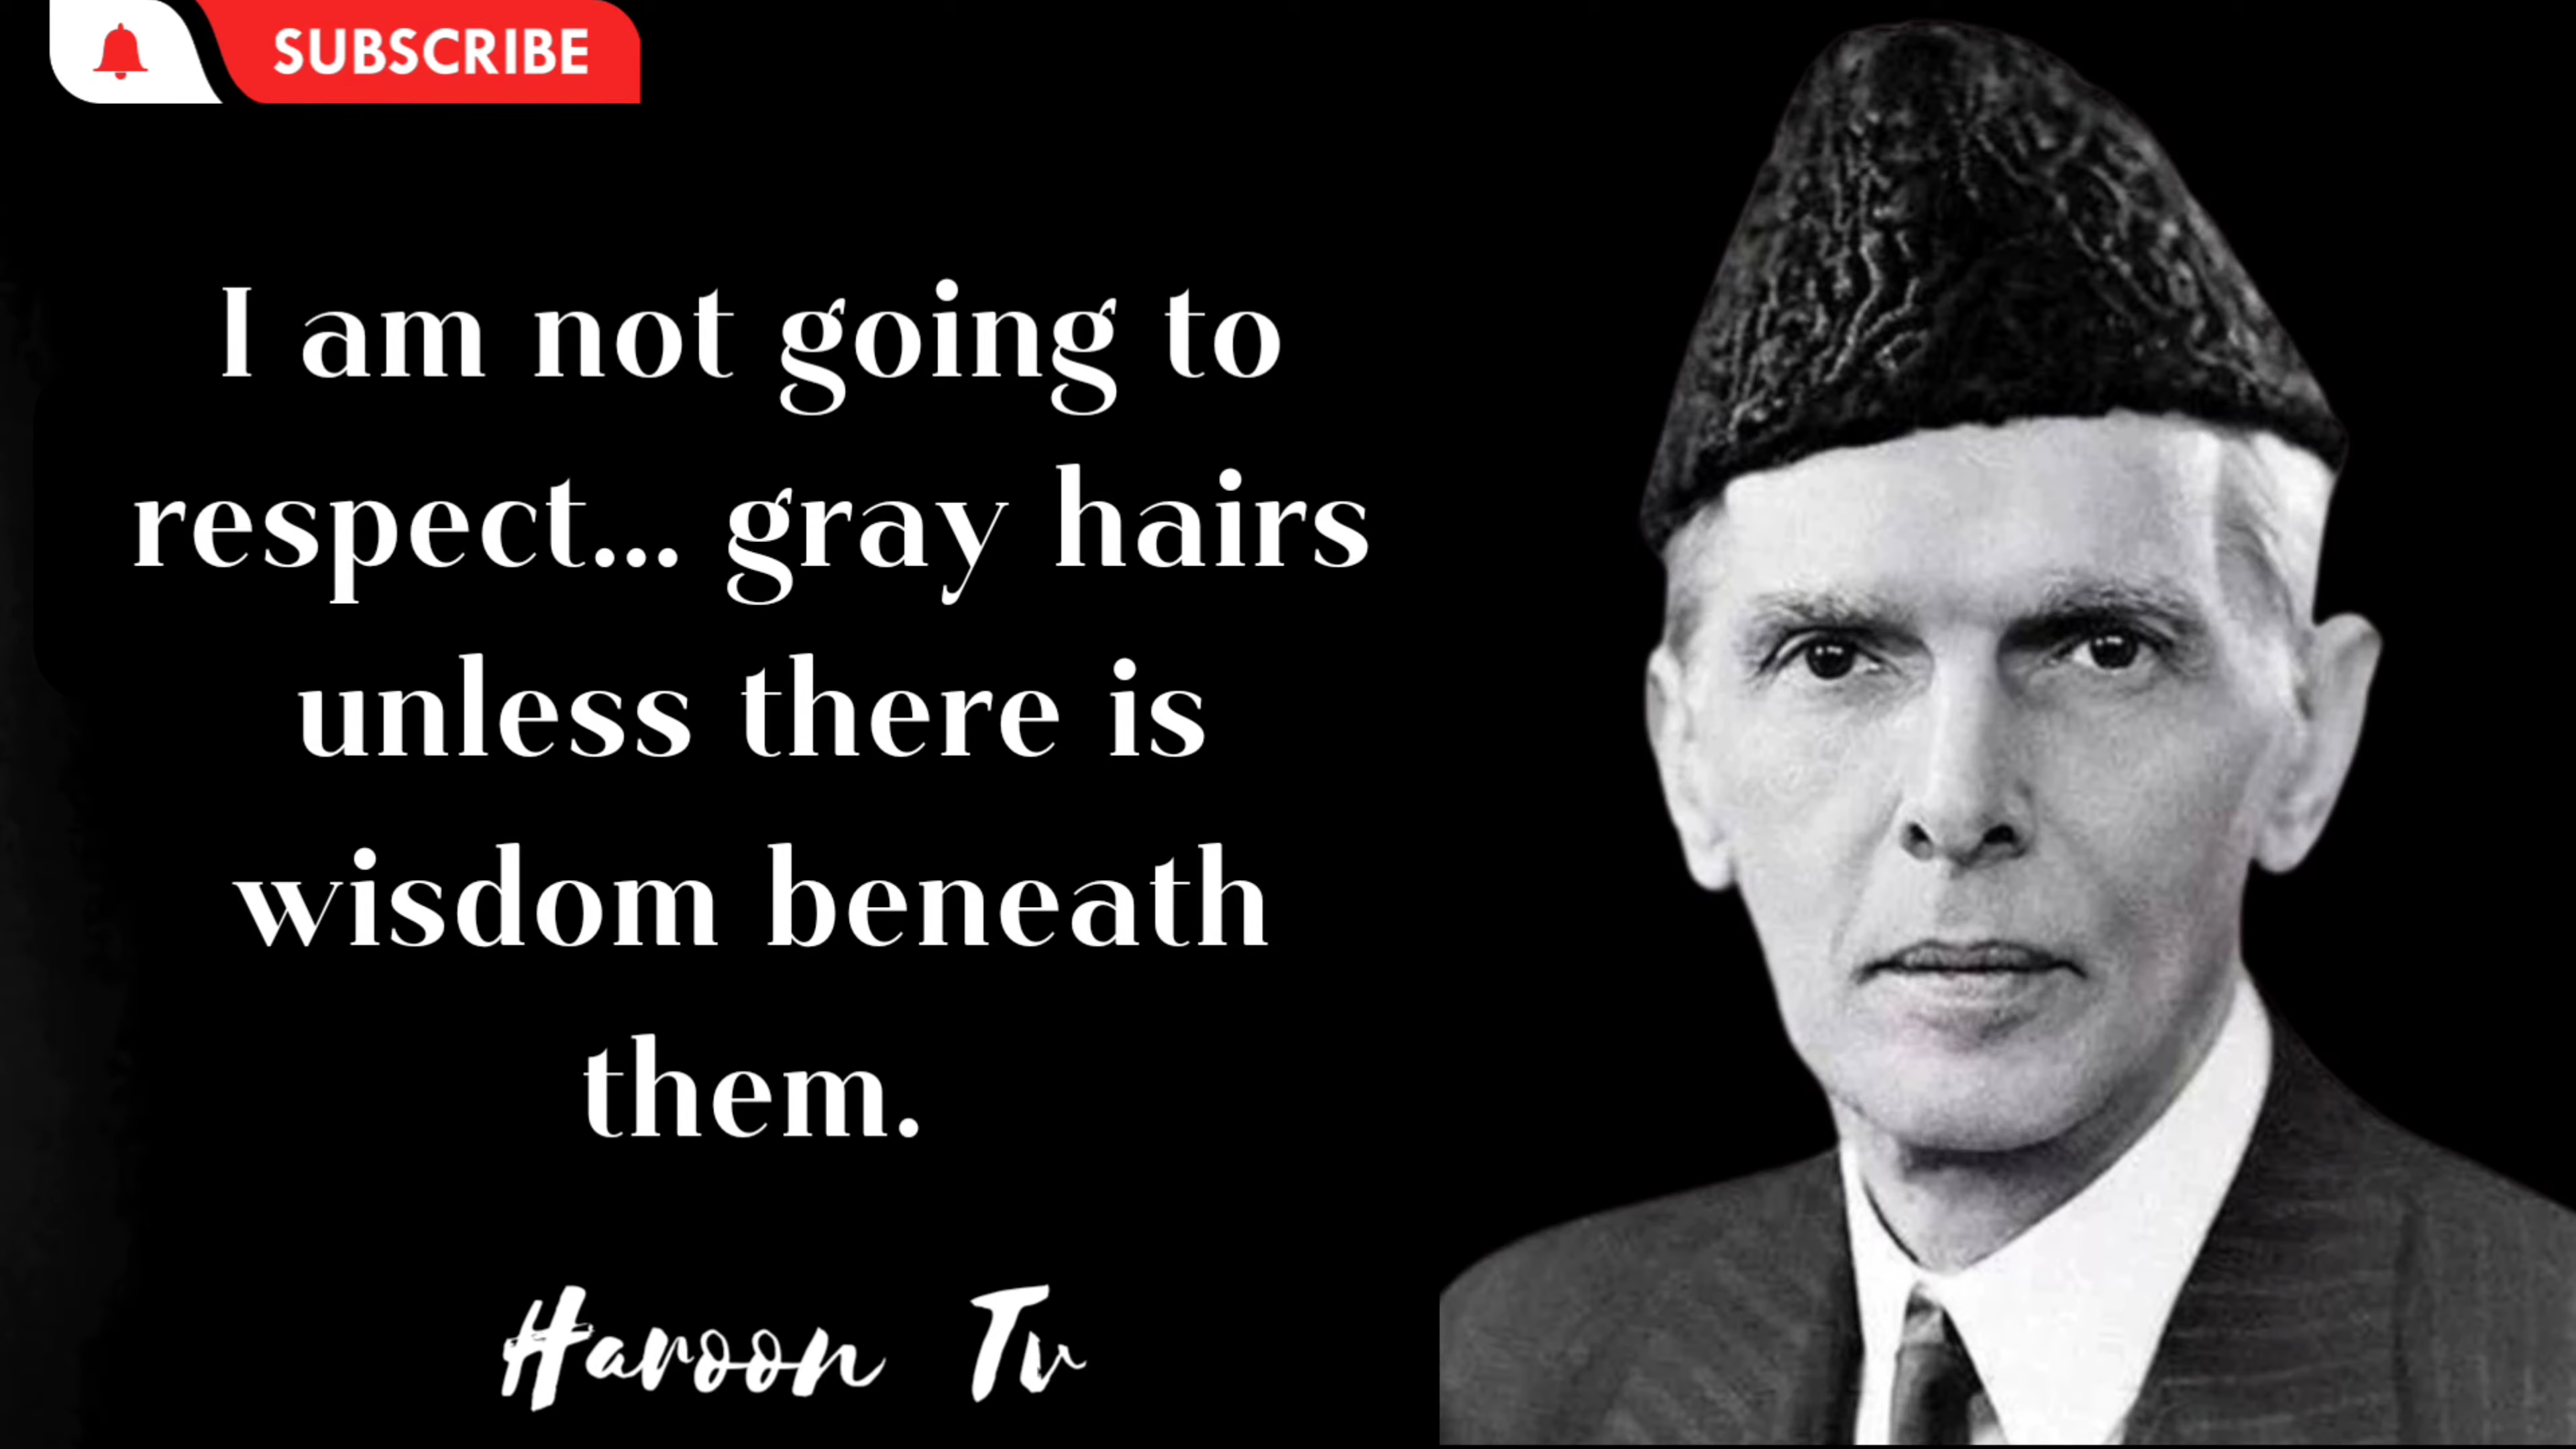 SUBSCRIBE
I am not going to
respect... gray hairs
unless there is
wisdom beneath
them.
Haroon Tv